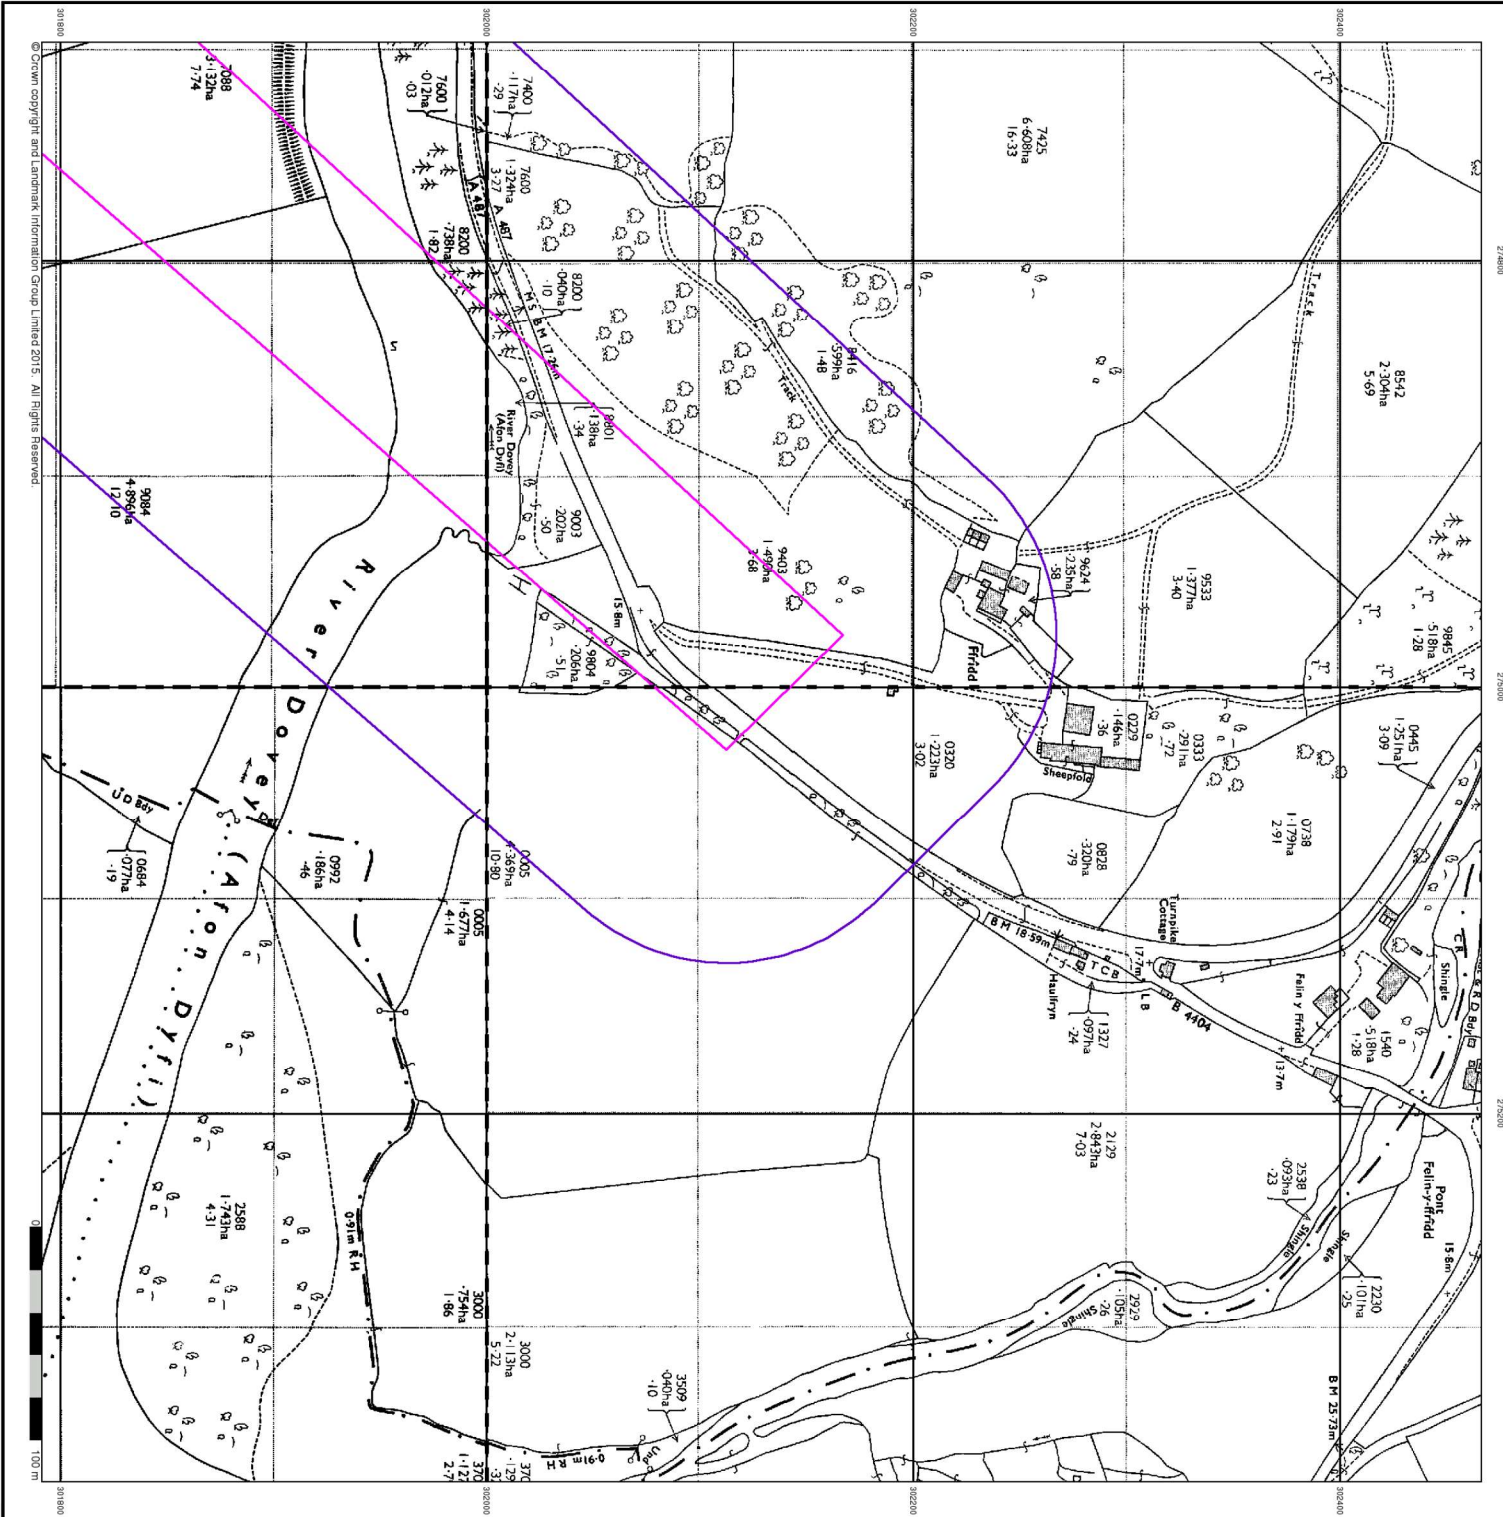 301800
302000
302200
302400
274800
275000
275200
301800
302000
302200
302400
© Crown copyright and Landmark Information Group Limited 2015. All Rights Reserved.
7088
3·132ha
7·74
7600
·012ha
·03
7400
·117ha
·29
7600
1·324ha
3·27
A 487
A 487
8200
·738ha
1·82
8200
·040ha
·10
M S
B M 17·26m
7425
6·608ha
16·33
Track
8542
2·304ha
5·69
8416
·599ha
1·48
Track
·138ha
·34
River Dovey
(Afon Dyfi)
9003
·202ha
·50
9084
4·896ha
12·10
9403
1·490ha
3·68
9624
·235ha
·58
9533
1·377ha
3·40
9845
·518ha
1·28
Ffridd
15·8m
9804
·206ha
·51
River Dovey
(Afon Dyfi)
U D Bdy
Def
0684
·077ha
·19
0992
·186ha
·46
0005
4·369ha
10·80
0005
1·677ha
4·14
0320
1·223ha
3·02
0229
·146ha
·36
0333
·291ha
·72
0445
1·251ha
3·09
Sheepfold
0738
1·179ha
2·91
0828
·320ha
·79
Turnpike
Cottage
B M 18·59m
17·7m
T C B
L B
Haulfryn
1327
·097ha
·24
B 4404
Felin y Ffridd
13·7m
1540
·518ha
1·28
Shingle
C R
& R D Bdy
2129
2·843ha
7·03
2538
·093ha
·23
Shingle
Shingle
Pont
Felin-y-ffridd
15·8m
2230
·101ha
·25
2929
·105ha
·26
Shingle
2588
1·743ha
4·31
0·91m R H
3000
·754ha
1·86
3000
2·113ha
5·22
3509
·040ha
·10
Und
0·91m R H
B M 25·73m
0
100 m